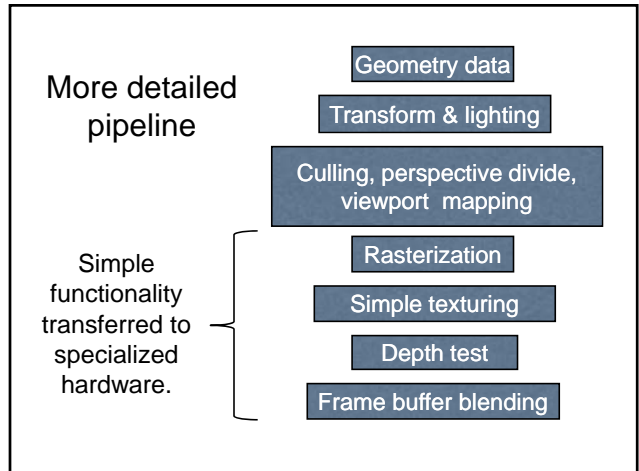 More detailed
pipeline
Geometry data
Transform & lighting
Culling, perspective divide,
viewport mapping
Rasterization
Simple texturing
Depth test
Frame buffer blending
Simple
functionality
transferred to
specialized
hardware.